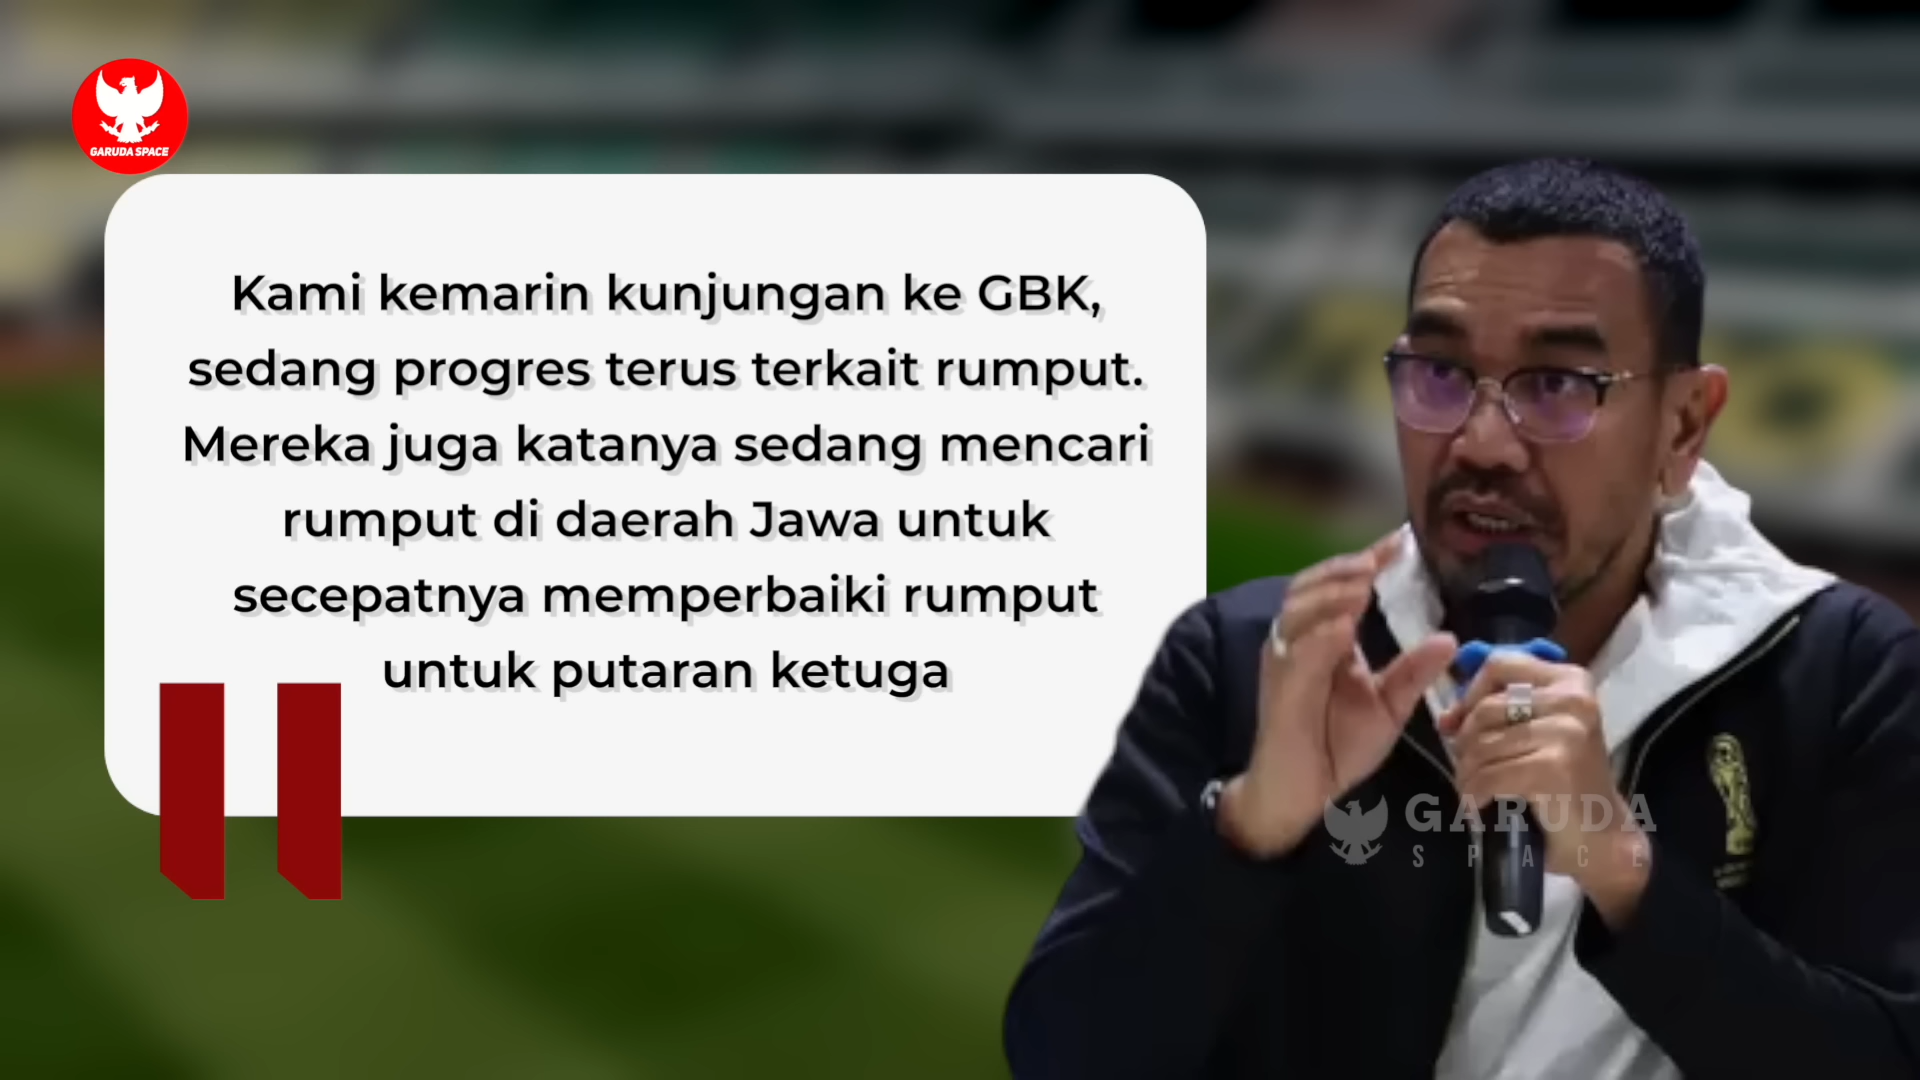 GARUDA SPACE
Kami kemarin kunjungan ke GBK,
sedang progres terus terkait rumput.
Mereka juga katanya sedang mencari
rumput di daerah Jawa untuk
secepatnya memperbaiki rumput
untuk putaran ketuga
GARUDA
SPACE